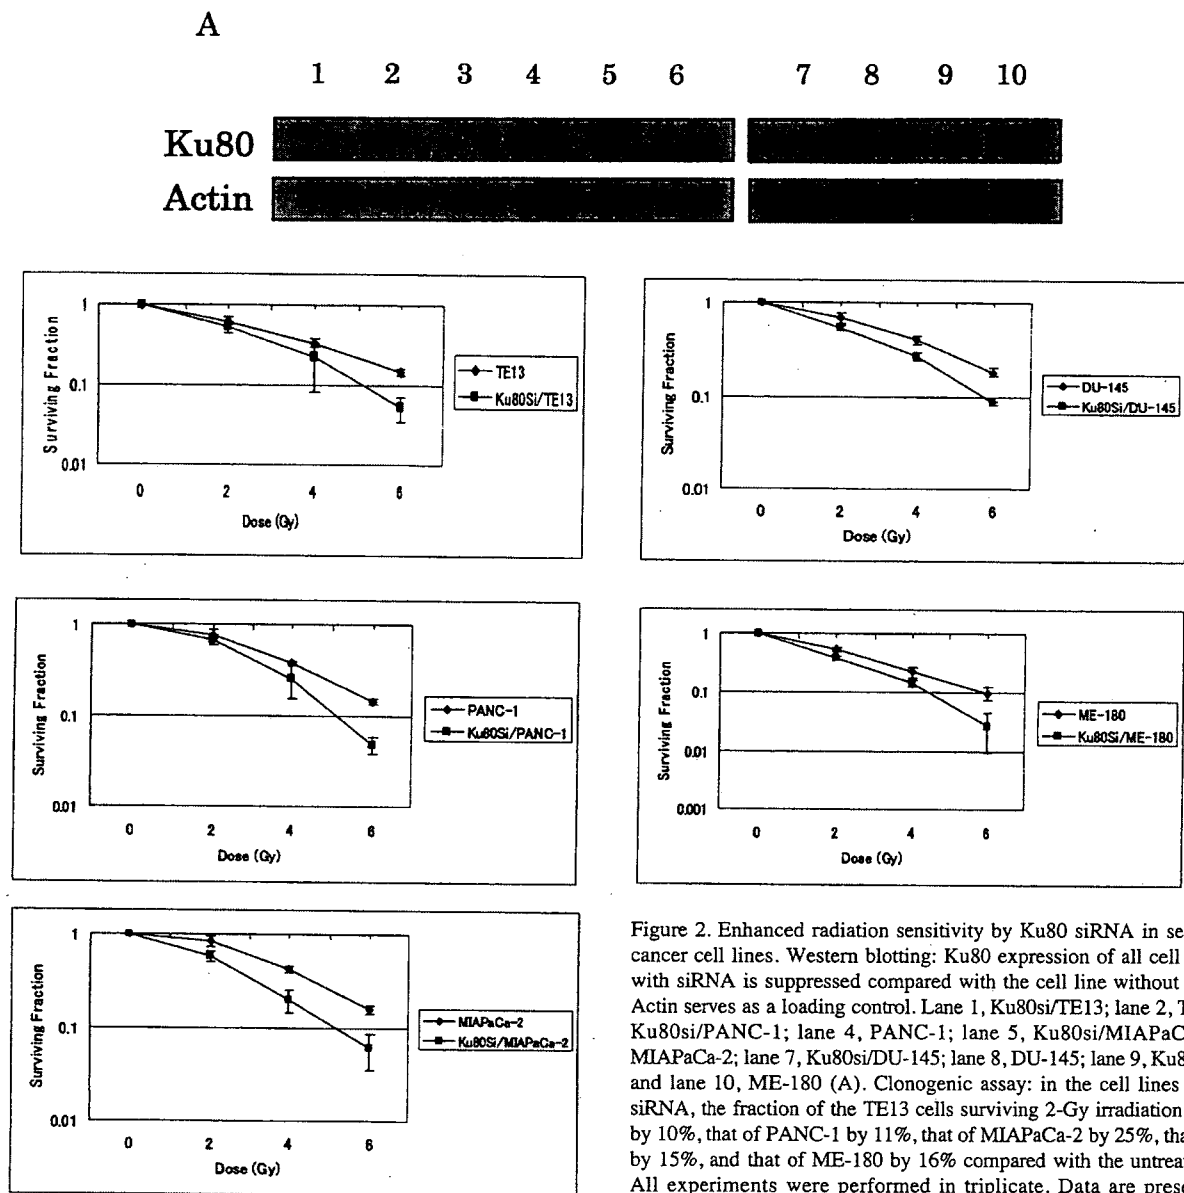 A
1 2 3 4 5 6 7 8 9 10
Ku80
Actin
Surviving Fraction
1
0.1
0.01
0 2 4 6
Dose (Gy)
TE13
Ku80Si/TE13
Surviving Fraction
1
0.1
0.01
0 2 4 6
Dose (Gy)
DU-145
Ku80Si/DU-145
Surviving Fraction
1
0.1
0.01
0 2 4 6
Dose (Gy)
PANC-1
Ku80Si/PANC-1
Surviving Fraction
1
0.1
0.01
0.001
0 2 4 6
Dose (Gy)
ME-180
Ku80Si/ME-180
Surviving Fraction
1
0.1
0.01
0 2 4 6
Dose (Gy)
MIAPaCa-2
Ku80Si/MIAPaCa-2
Figure 2. Enhanced radiation sensitivity by Ku80 siRNA in se
cancer cell lines. Western blotting: Ku80 expression of all cell
with siRNA is suppressed compared with the cell line without
Actin serves as a loading control. Lane 1, Ku80si/TE13; lane 2, T
Ku80si/PANC-1; lane 4, PANC-1; lane 5, Ku80si/MIAPaC
MIAPaCa-2; lane 7, Ku80si/DU-145; lane 8, DU-145; lane 9, Ku8
and lane 10, ME-180 (A). Clonogenic assay: in the cell lines
siRNA, the fraction of the TE13 cells surviving 2-Gy irradiation
by 10%, that of PANC-1 by 11%, that of MIAPaCa-2 by 25%, tha
by 15%, and that of ME-180 by 16% compared with the untrea
All experiments were performed in triplicate. Data are prese